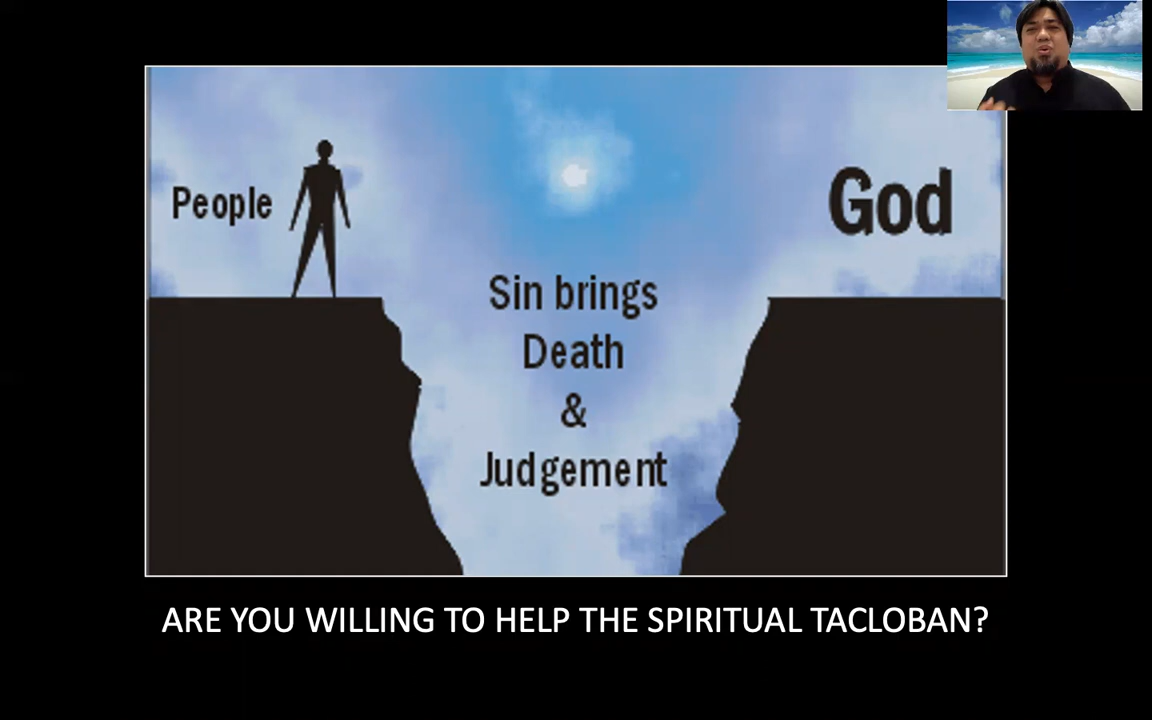 People
God
Sin brings
Death
&
Judgement
ARE YOU WILLING TO HELP THE SPIRITUAL TACLOBAN?